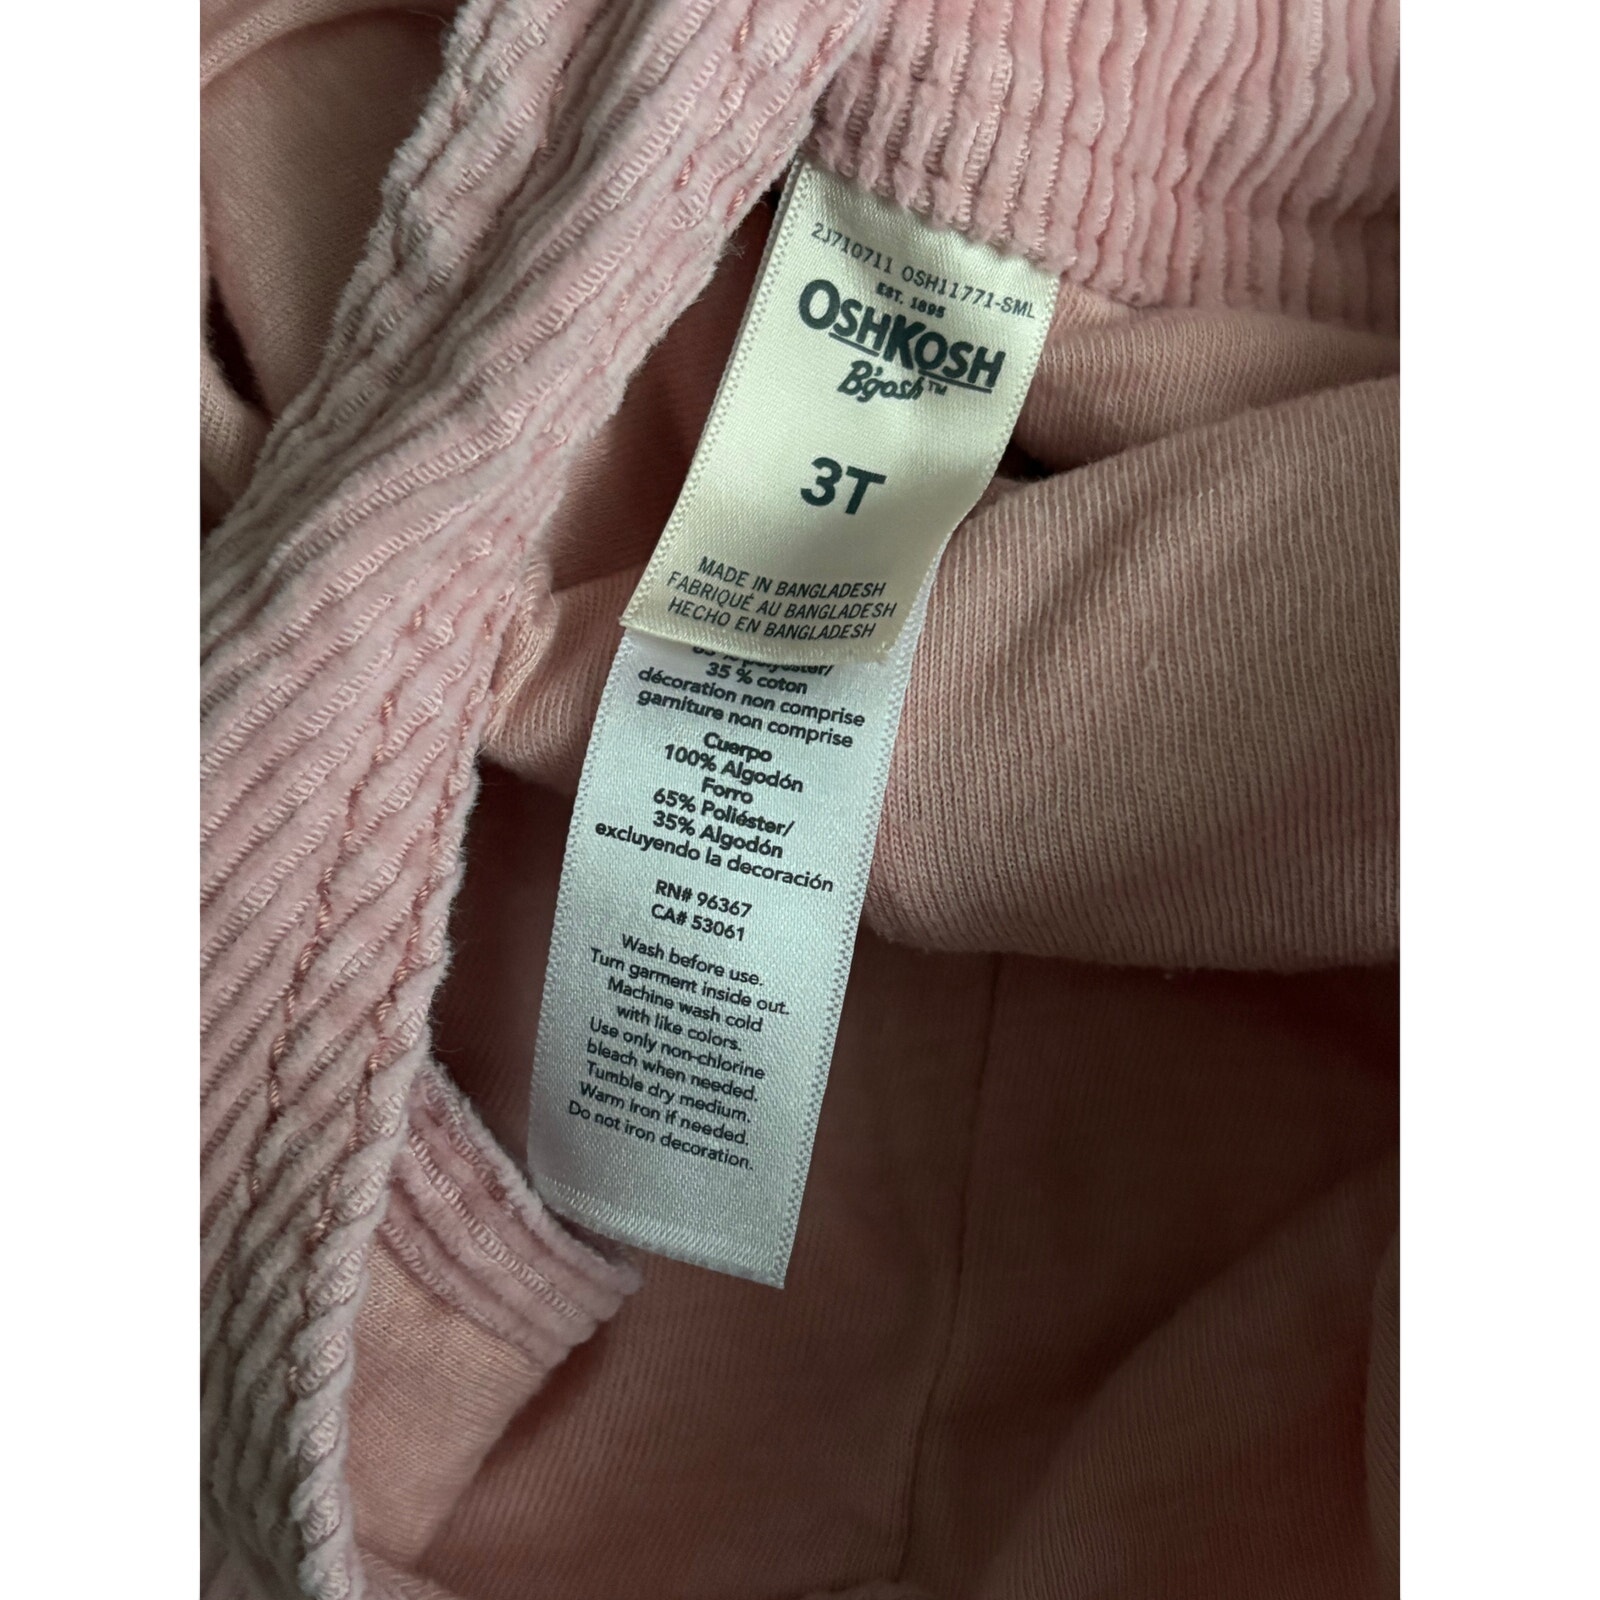 2J710711 OSH11771-SML
EST. 1895
OSHKOSH
B'gosh™
3T
MADE IN BANGLADESH
FABRIQUÉ AU BANGLADESH
HECHO EN BANGLADESH
65 % polyester/
35 % coton
décoration non comprise
garniture non comprise
Cuerpo
100% Algodón
Forro
65% Poliéster/
35% Algodón
excluyendo la decoración
RN# 96367
CA# 53061
Wash before use.
Turn garment inside out.
Machine wash cold
with like colors.
Use only non-chlorine
bleach when needed.
Tumble dry medium.
Warm Iron if needed.
Do not iron decoration.